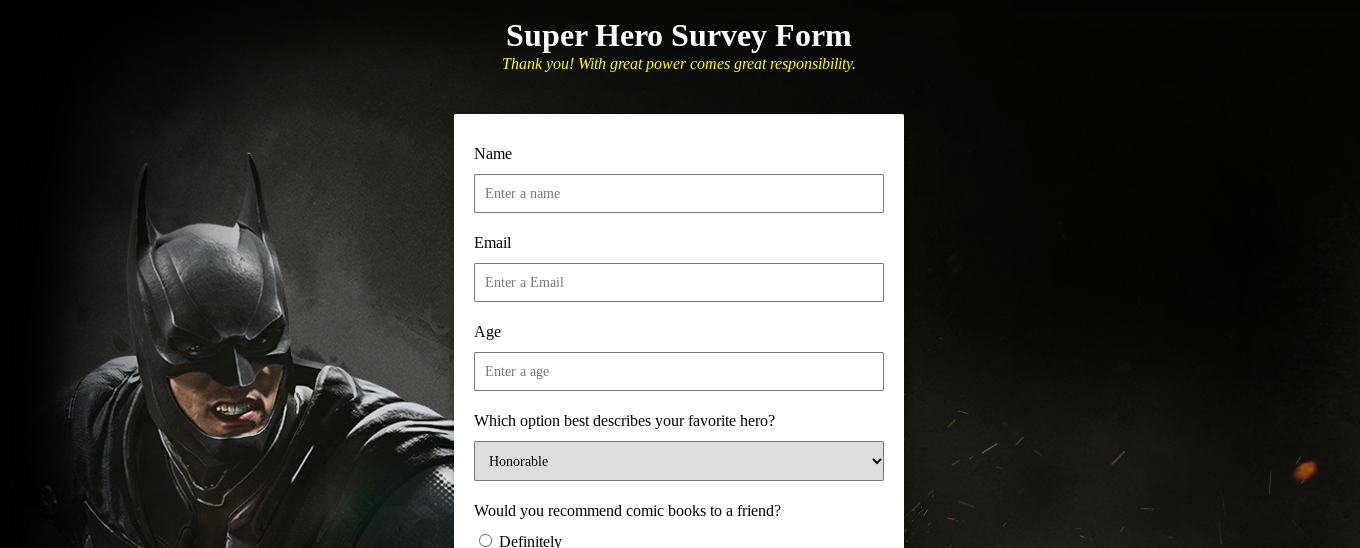 Super Hero Survey Form
Thank you! With great power comes great responsibility.
Name
Enter a name
Email
Enter a Email
Age
Enter a age
Which option best describes your favorite hero?
Honorable
Would you recommend comic books to a friend?
Definitely